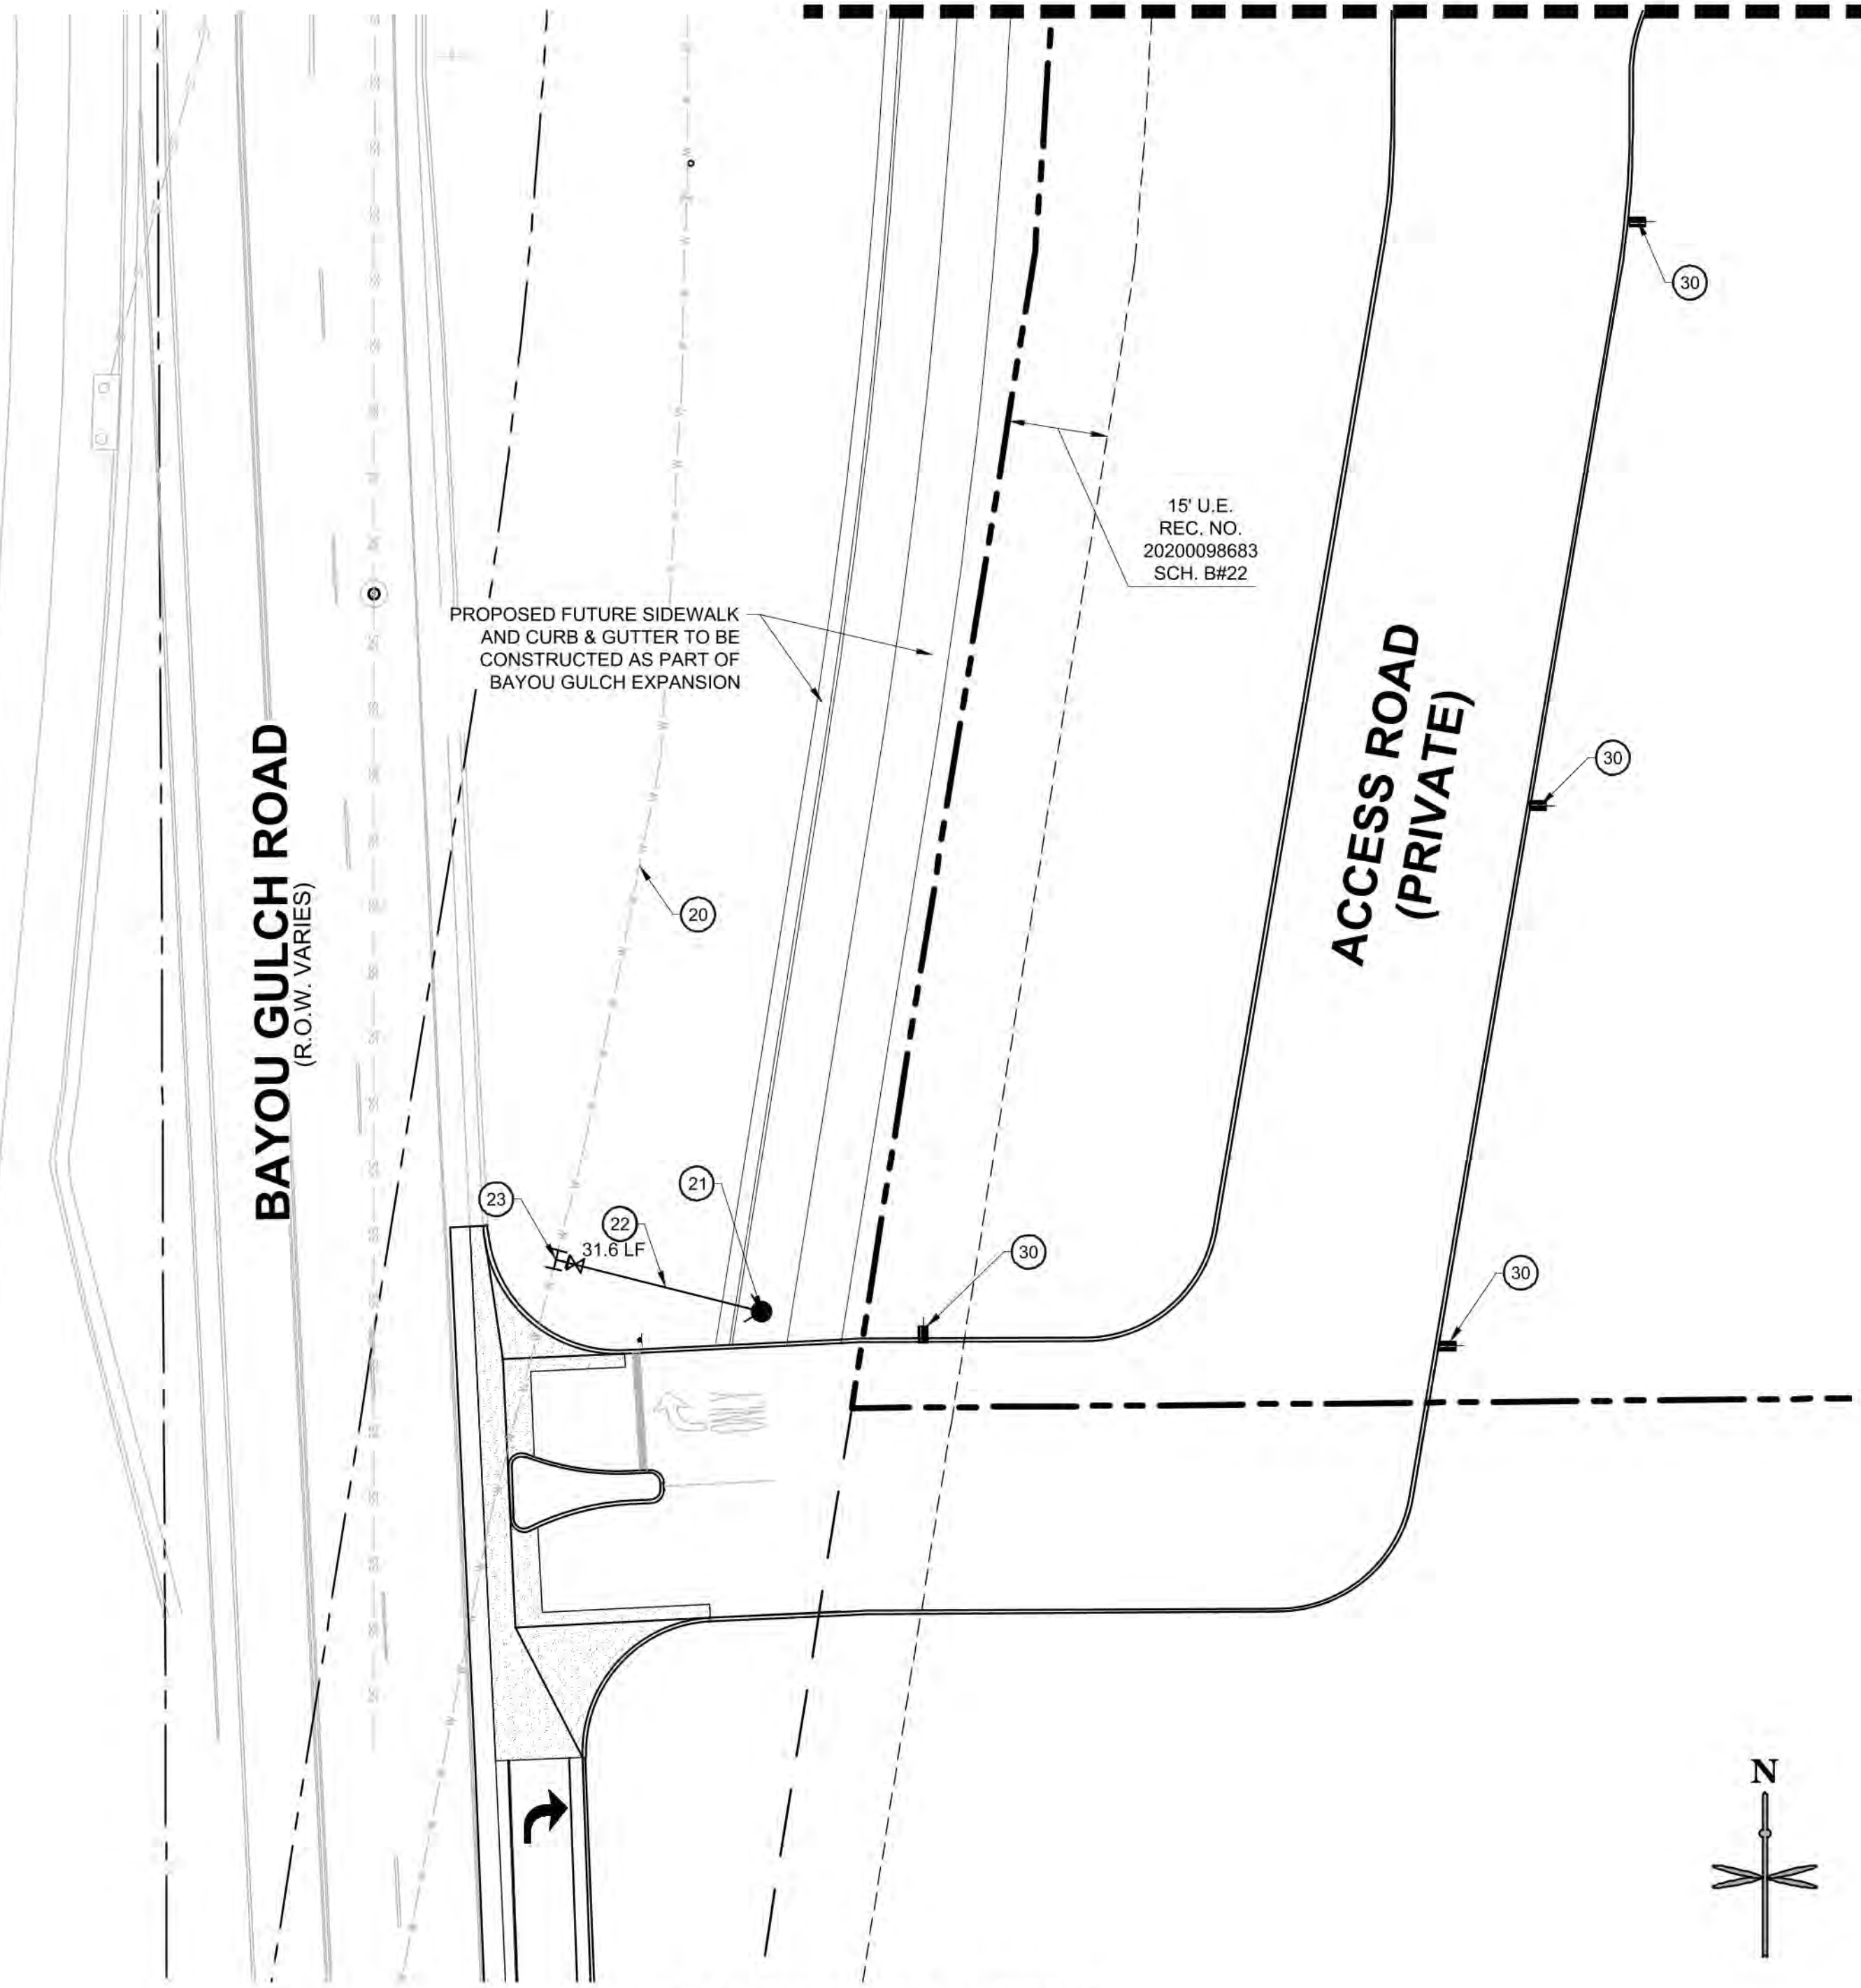 30
15' U.E.
REC. NO.
20200098683
SCH. B#22
PROPOSED FUTURE SIDEWALK
AND CURB & GUTTER TO BE
CONSTRUCTED AS PART OF
BAYOU GULCH EXPANSION
BAYOU GULCH ROAD
(R.O.W. VARIES)
ACCESS ROAD
(PRIVATE)
30
20
21
23
22
31.6 LF
30
30
N